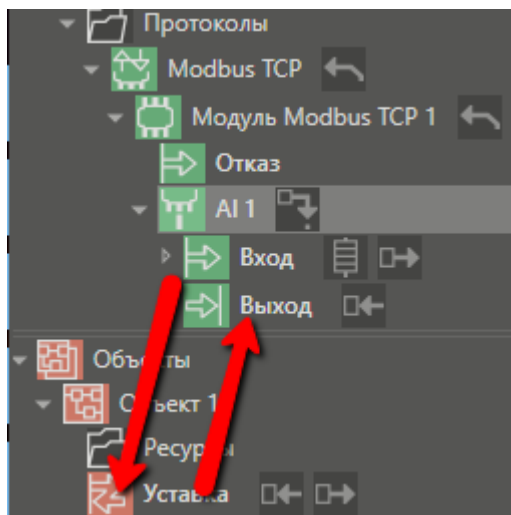 Протоколы
Modbus TCP
Модуль Modbus TCP 1
Отказ
AI 1
Вход
Выход
Объекты
Объект 1
Ресурсы
Уставка